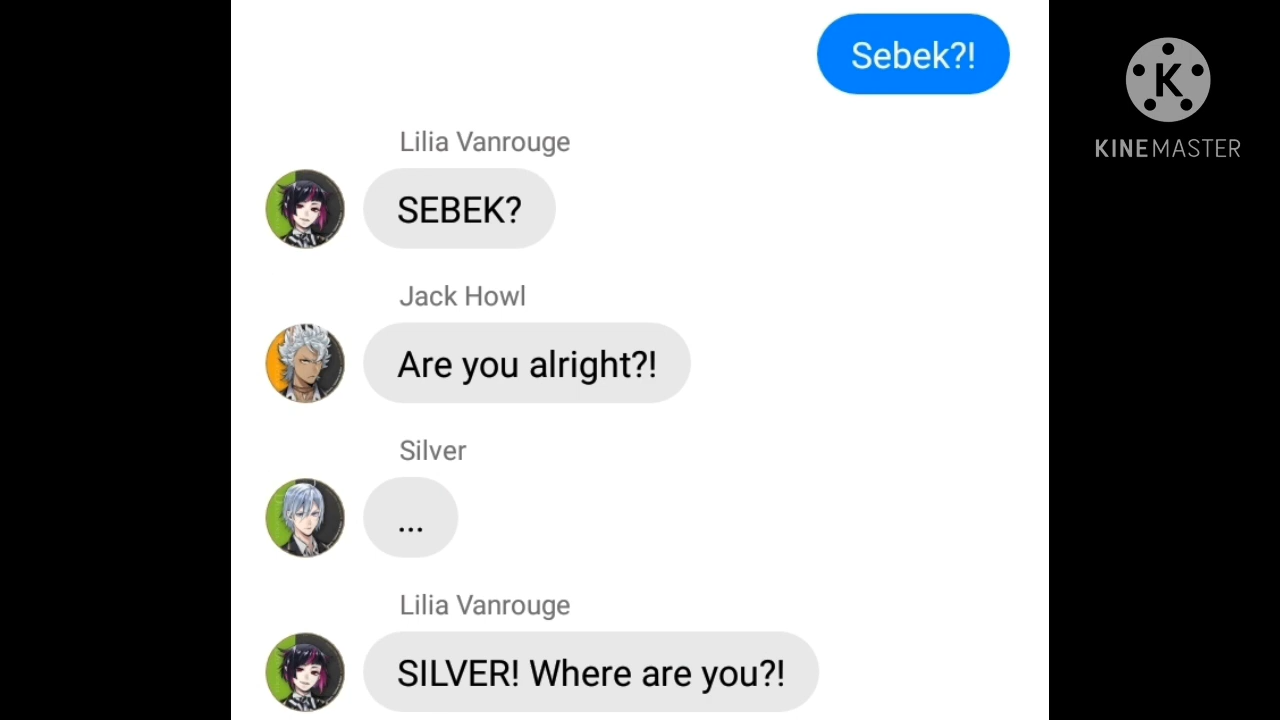 Sebek?!
K
KINEMASTER
Lilia Vanrouge
SEBEK?
Jack Howl
Are you alright?!
Silver
...
Lilia Vanrouge
SILVER! Where are you?!